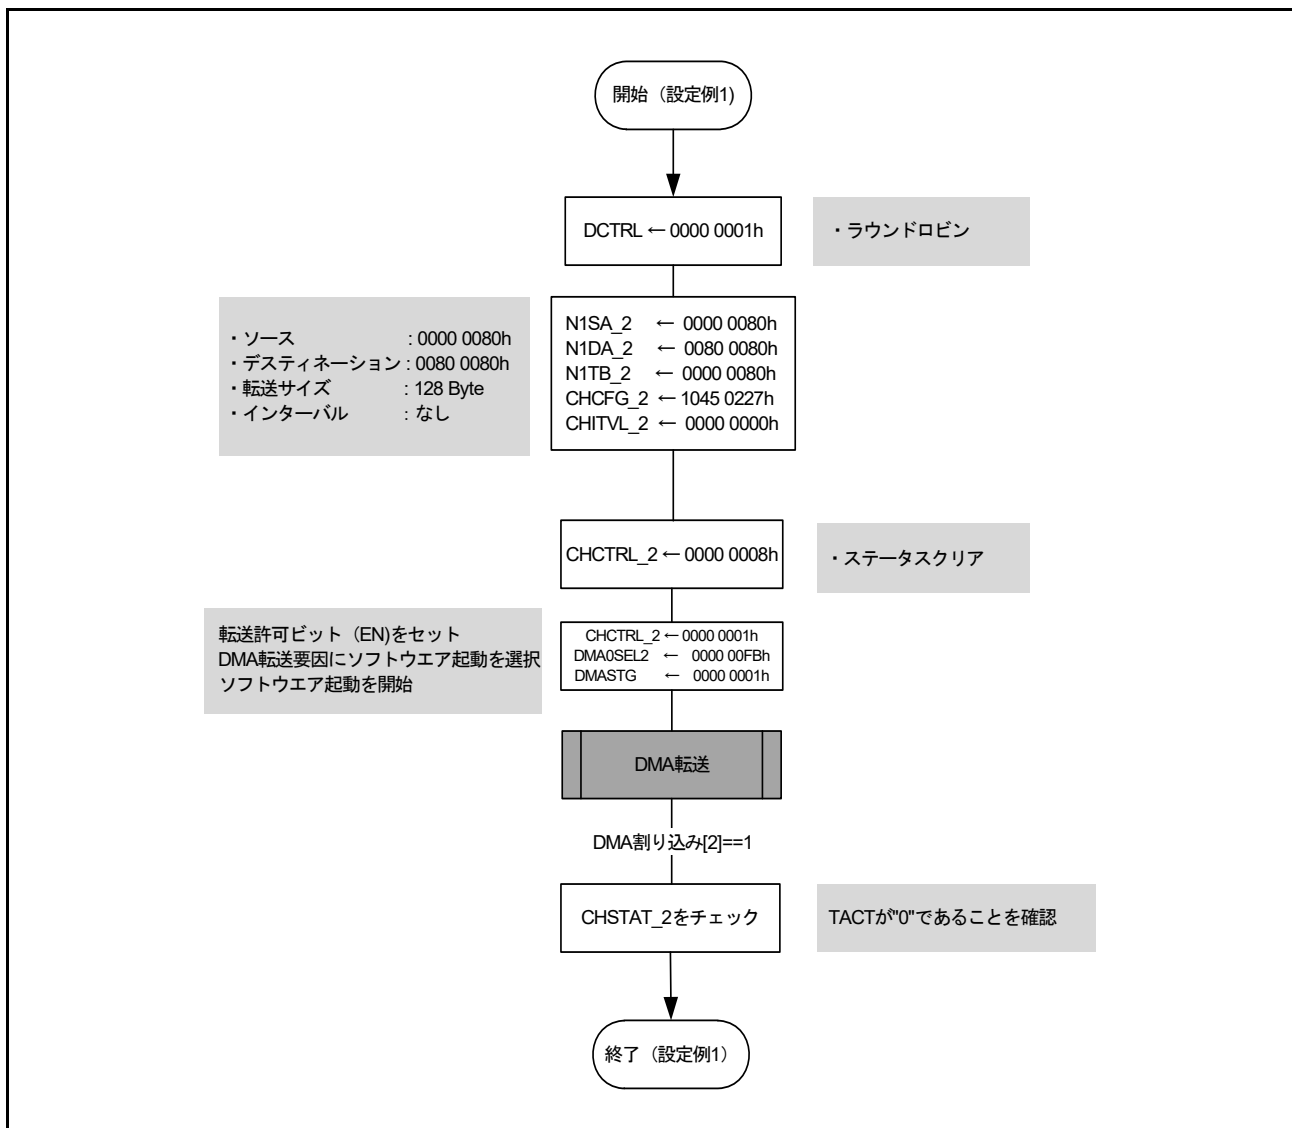 開始（設定例1)
DCTRL ← 0000 0001h
・ラウンドロビン
・ソース : 0000 0080h
・デスティネーション : 0080 0080h
・転送サイズ : 128 Byte
・インターバル : なし
N1SA_2 ← 0000 0080h
N1DA_2 ← 0080 0080h
N1TB_2 ← 0000 0080h
CHCFG_2 ← 1045 0227h
CHITVL_2 ← 0000 0000h
CHCTRL_2 ← 0000 0008h
・ステータスクリア
転送許可ビット（EN)をセット
DMA転送要因にソフトウエア起動を選択
ソフトウエア起動を開始
CHCTRL_2 ← 0000 0001h
DMA0SEL2 ← 0000 00FBh
DMASTG ← 0000 0001h
DMA転送
DMA割り込み[2]==1
CHSTAT_2をチェック
TACTが"0"であることを確認
終了（設定例1）